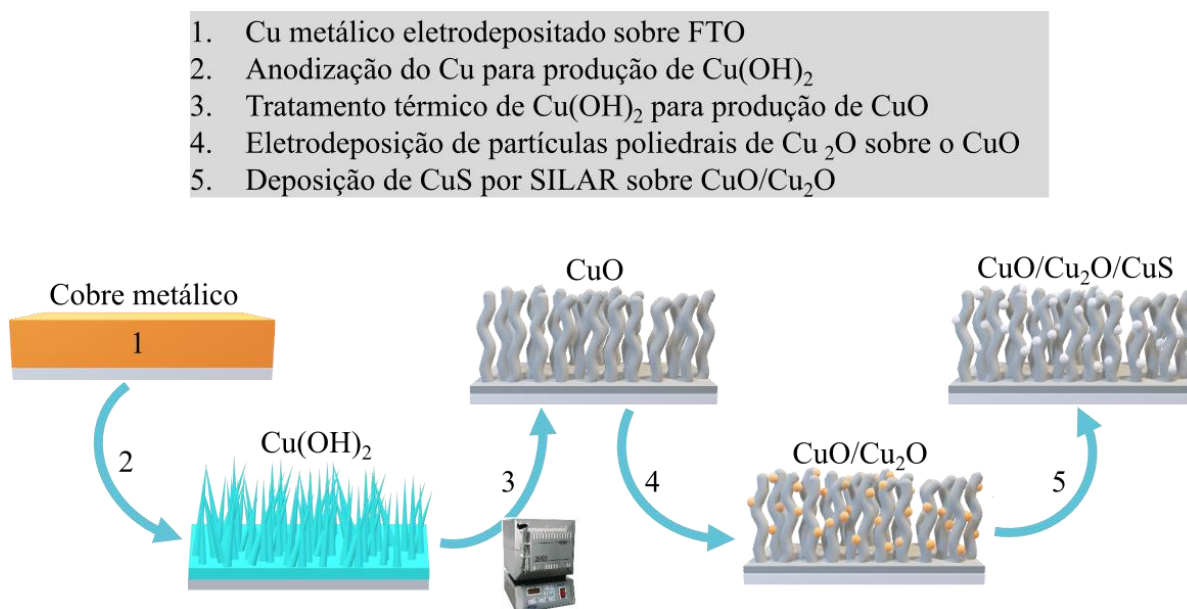 1. Cu metálico eletrodepositado sobre FTO
2. Anodização do Cu para produção de Cu(OH)₂
3. Tratamento térmico de Cu(OH)₂ para produção de CuO
4. Eletrodeposição de partículas poliedrais de Cu ₂O sobre o CuO
5. Deposição de CuS por SILAR sobre CuO/Cu₂O
CuO
CuO/Cu₂O/CuS
Cobre metálico
1
2
Cu(OH)₂
3
4
CuO/Cu₂O
5